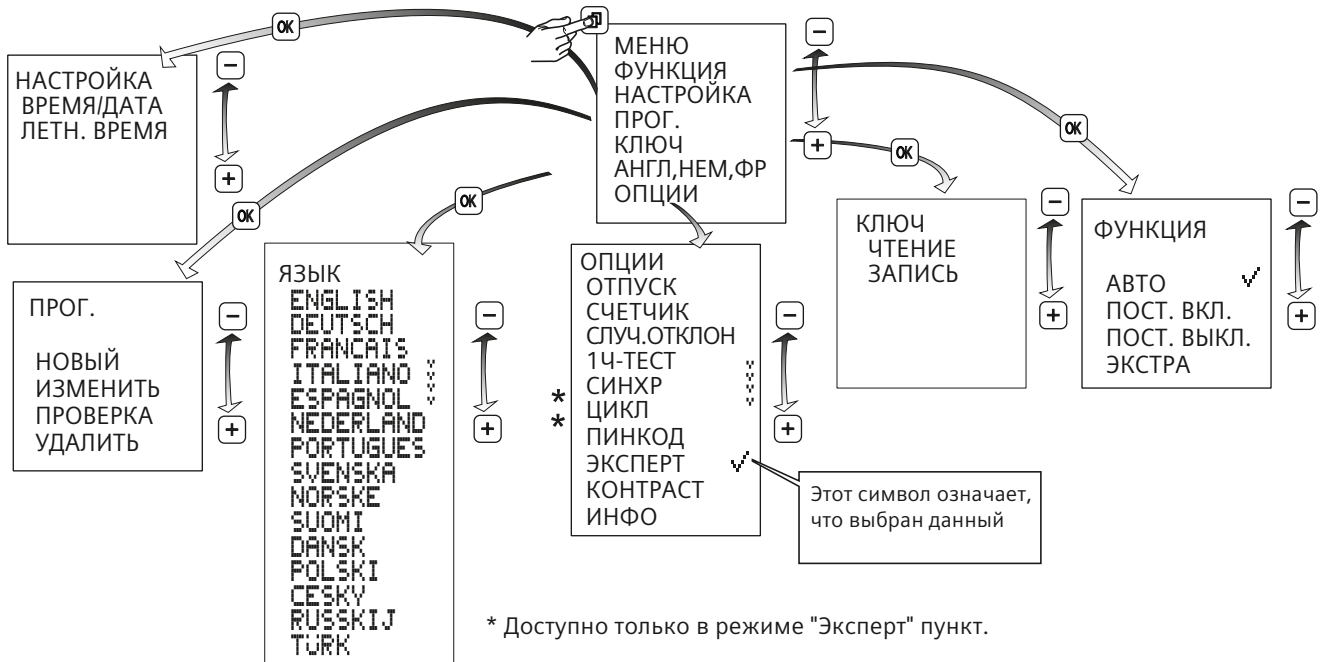 OK
МЕНЮ
ФУНКЦИЯ
НАСТРОЙКА
ПРОГ.
КЛЮЧ
АНГЛ,НЕМ,ФР
ОПЦИИ
−
+
НАСТРОЙКА
ВРЕМЯ/ДАТА
ЛЕТН. ВРЕМЯ
−
+
OK
OK
OK
OK
ПРОГ.
НОВЫЙ
ИЗМЕНИТЬ
ПРОВЕРКА
УДАЛИТЬ
−
+
ЯЗЫК
ENGLISH
DEUTSCH
FRANCAIS
ITALIANO
ESPAGNOL
NEDERLAND
PORTUGUES
SVENSKA
NORSKE
SUOMI
DANSK
POLSKI
CESKY
RUSSKIJ
TÜRK
−
+
ОПЦИИ
ОТПУСК
СЧЕТЧИК
СЛУЧ.ОТКЛОН
1Ч-ТЕСТ
СИНХР
* ЦИКЛ
* ПИНКОД
ЭКСПЕРТ ✓
КОНТРАСТ
ИНФО
−
+
Этот символ означает,
что выбран данный
КЛЮЧ
ЧТЕНИЕ
ЗАПИСЬ
−
+
ФУНКЦИЯ
АВТО ✓
ПОСТ. ВКЛ.
ПОСТ. ВЫКЛ.
ЭКСТРА
−
+
* Доступно только в режиме "Эксперт" пункт.